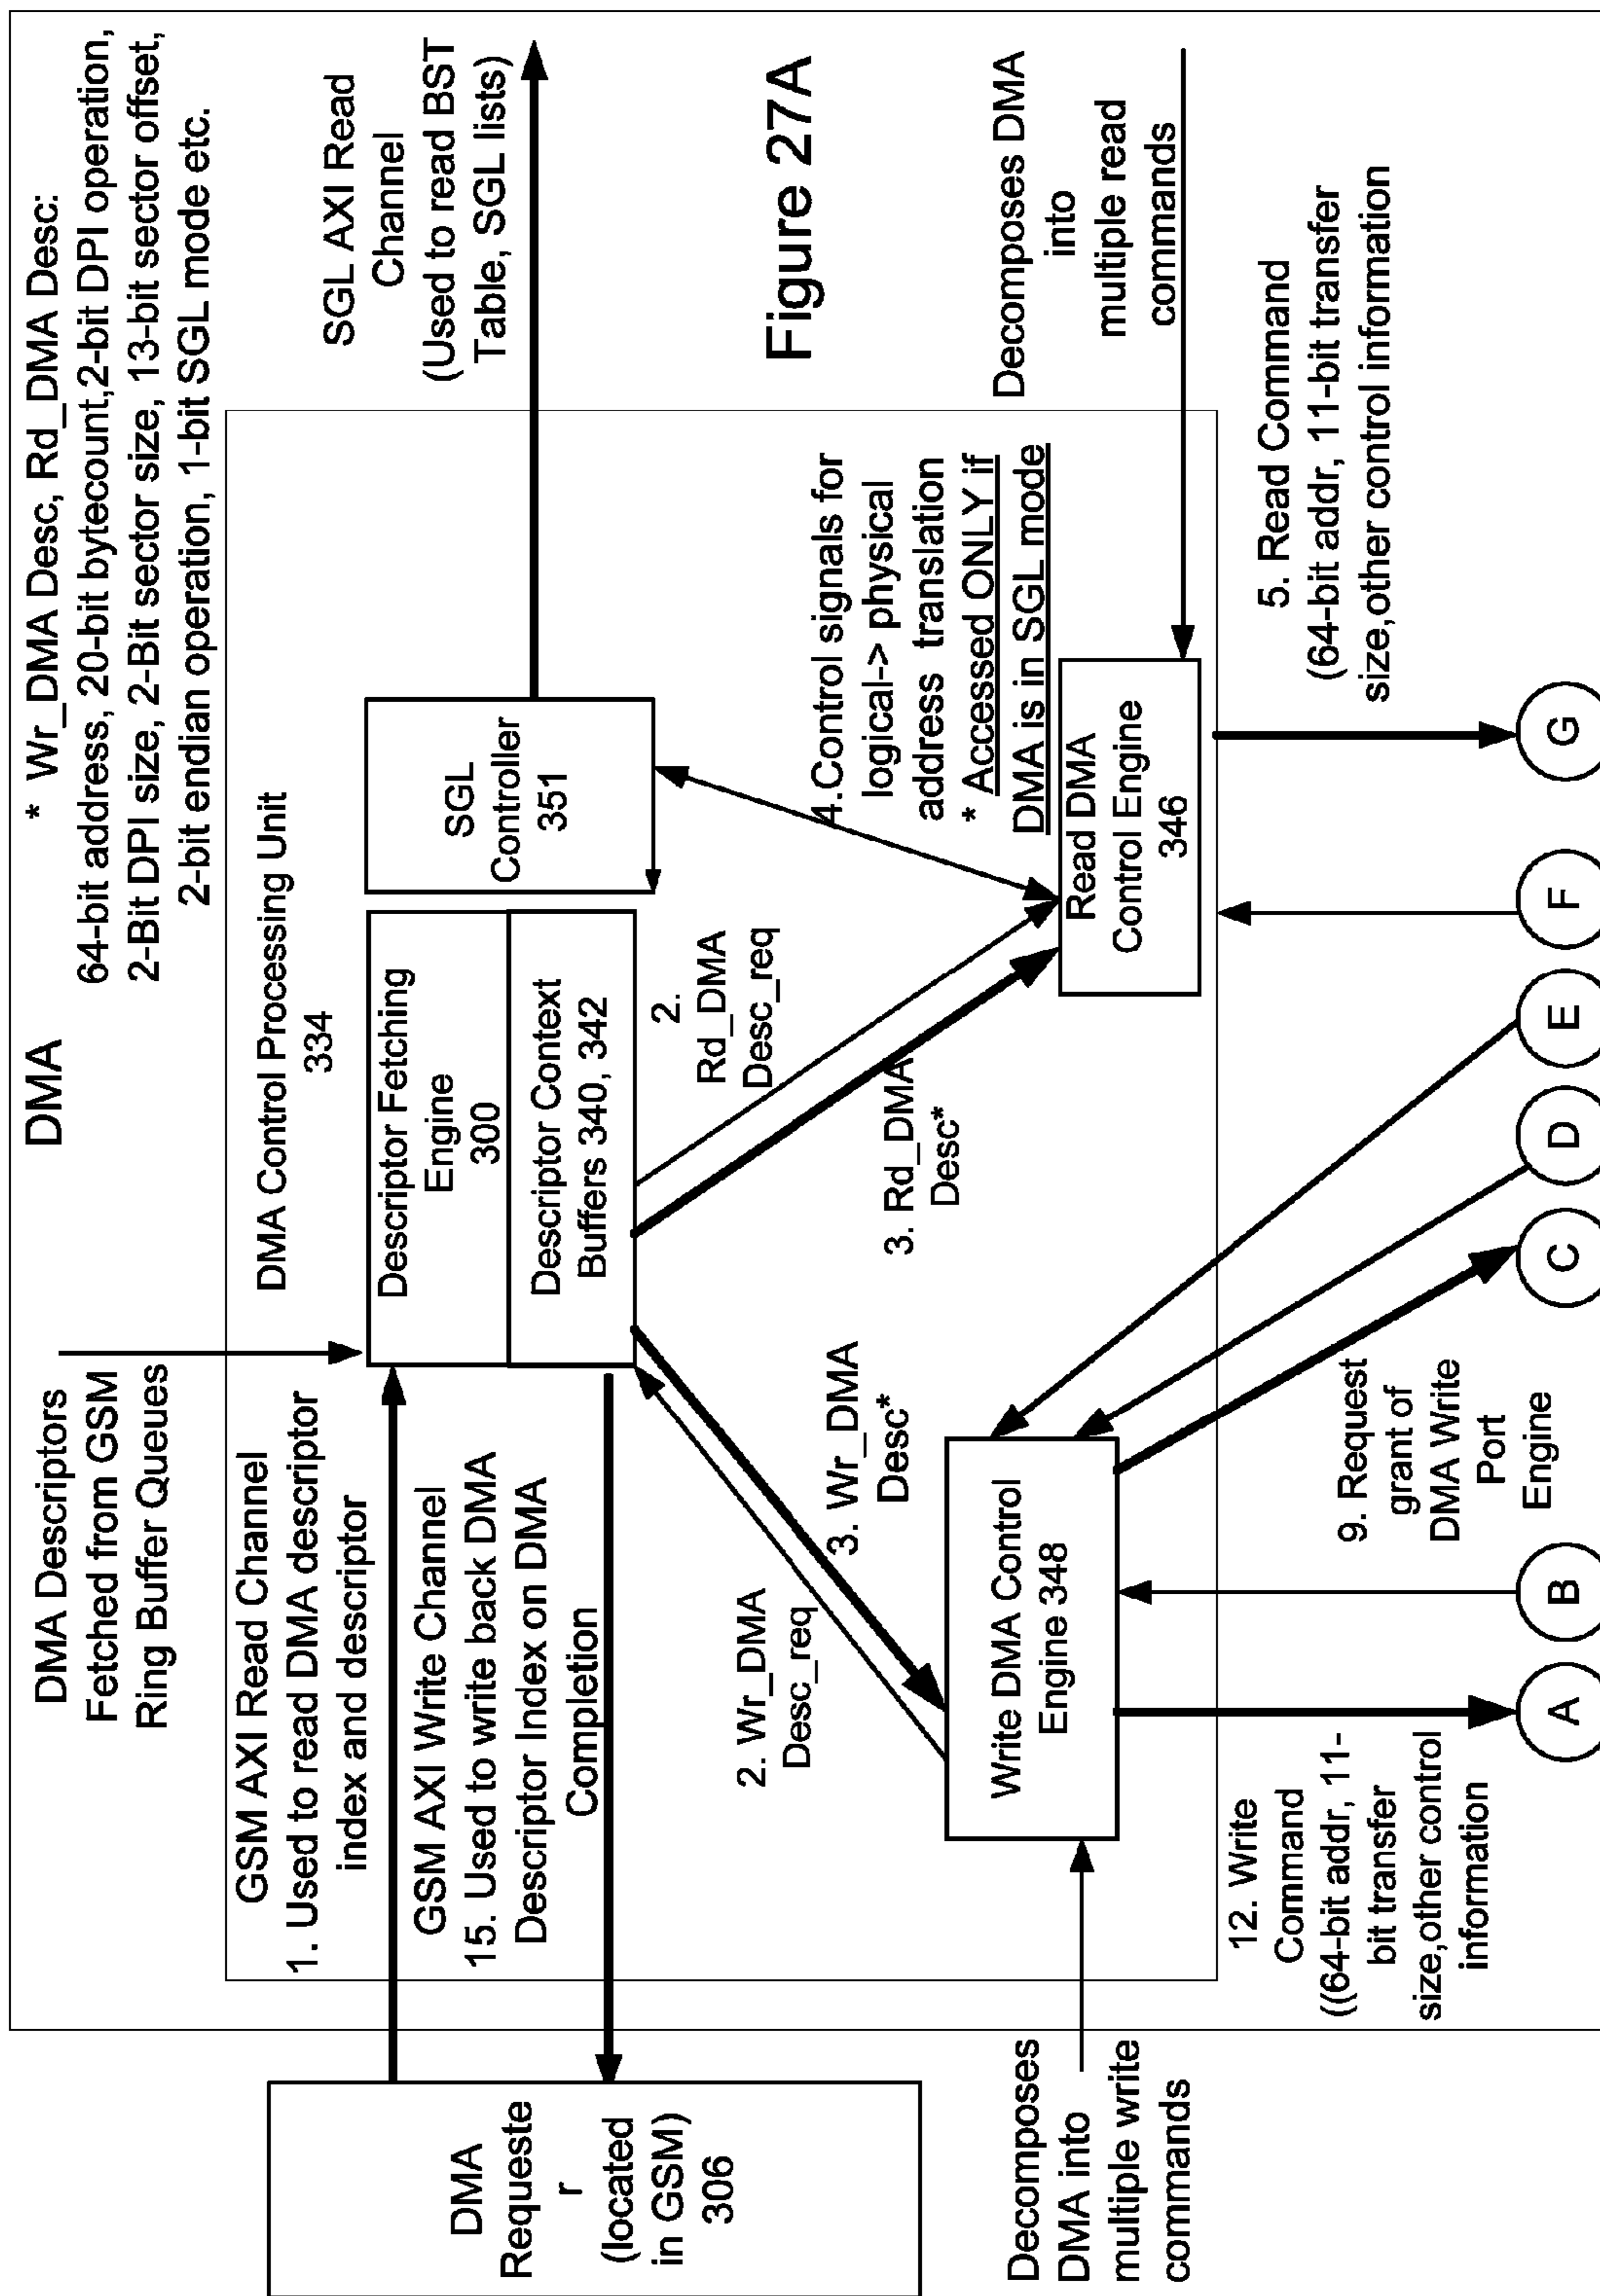 DMA
* Wr_DMA Desc, Rd_DMA Desc:
64-bit address, 20-bit bytecount,2-bit DPI operation,
2-Bit DPI size, 2-Bit sector size, 13-bit sector offset,
2-bit endian operation, 1-bit SGL mode etc.
DMA Descriptors
Fetched from GSM
Ring Buffer Queues
DMA Control Processing Unit
334
SGL AXI Read
Channel
(Used to read BST
Table, SGL lists)
GSM AXI Read Channel
1. Used to read DMA descriptor
index and descriptor
Descriptor Fetching
Engine
300
Descriptor Context
Buffers 340, 342
SGL
Controller
351
DMA
Requeste
r
(located
in GSM)
306
GSM AXI Write Channel
15. Used to write back DMA
Descriptor Index on DMA
Completion
2. Wr_DMA
Desc_req
3. Wr_DMA
Desc*
2.
Rd_DMA
Desc_req
3. Rd_DMA
Desc*
4.Control signals for
logical-> physical
address translation
* Accessed ONLY if
DMA is in SGL mode
Figure 27A
Decomposes DMA
into
multiple read
commands
Read DMA
Control Engine
346
Write DMA Control
Engine 348
Decomposes
DMA into
multiple write
commands
12. Write
Command
((64-bit addr, 11-
bit transfer
size,other control
information
9. Request
grant of
DMA Write
Port
Engine
5. Read Command
(64-bit addr, 11-bit transfer
size,other control information
A
B
C
D
E
F
G